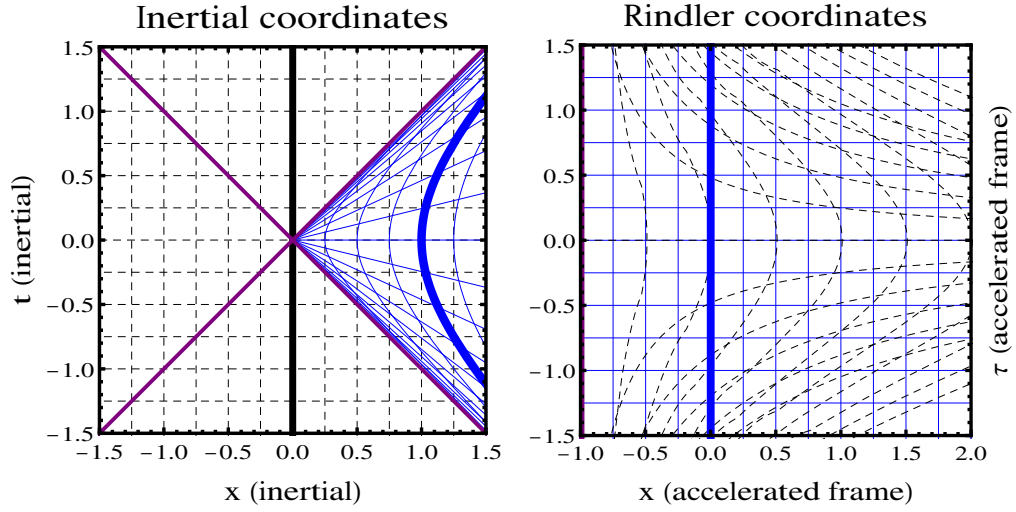 Inertial coordinates
1.5
1.0
0.5
0.0
−0.5
−1.0
−1.5
t (inertial)
−1.5 −1.0 −0.5 0.0 0.5 1.0 1.5
x (inertial)
Rindler coordinates
1.5
1.0
0.5
0.0
−0.5
−1.0
−1.5
τ (accelerated frame)
−1.0 −0.5 0.0 0.5 1.0 1.5 2.0
x (accelerated frame)